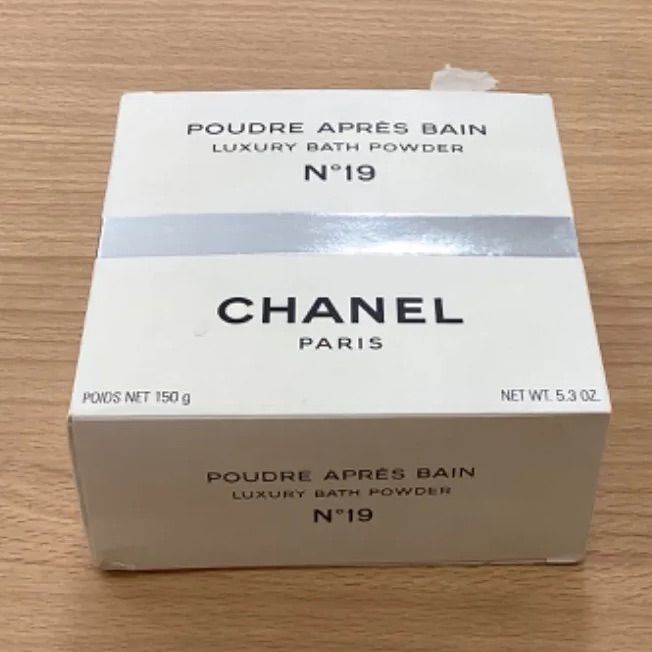 POUDRE APRÈS BAIN
LUXURY BATH POWDER
N°19
CHANEL
PARIS
POIDS NET 150 g
NET WT. 5.3 OZ.
POUDRE APRÈS BAIN
LUXURY BATH POWDER
N°19